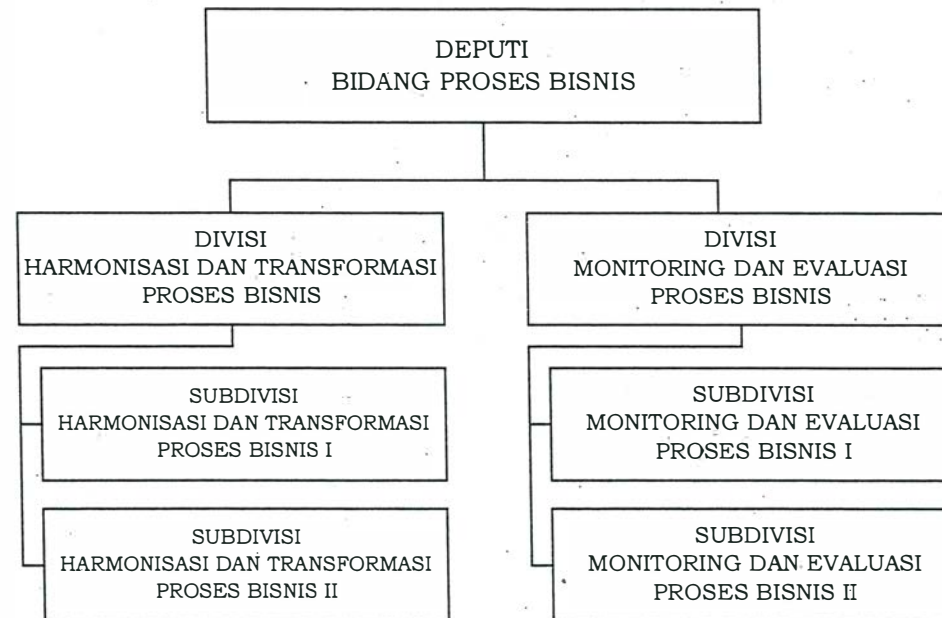 DEPUTI
BIDANG PROSES BISNIS
DIVISI
HARMONISASI DAN TRANSFORMASI
PROSES BISNIS
DIVISI
MONITORING DAN EVALUASI
PROSES BISNIS
SUBDIVISI
HARMONISASI DAN TRANSFORMASI
PROSES BISNIS I
SUBDIVISI
MONITORING DAN EVALUASI
PROSES BISNIS I
SUBDIVISI
HARMONISASI DAN TRANSFORMASI
PROSES BISNIS II
SUBDIVISI
MONITORING DAN EVALUASI
PROSES BISNIS II